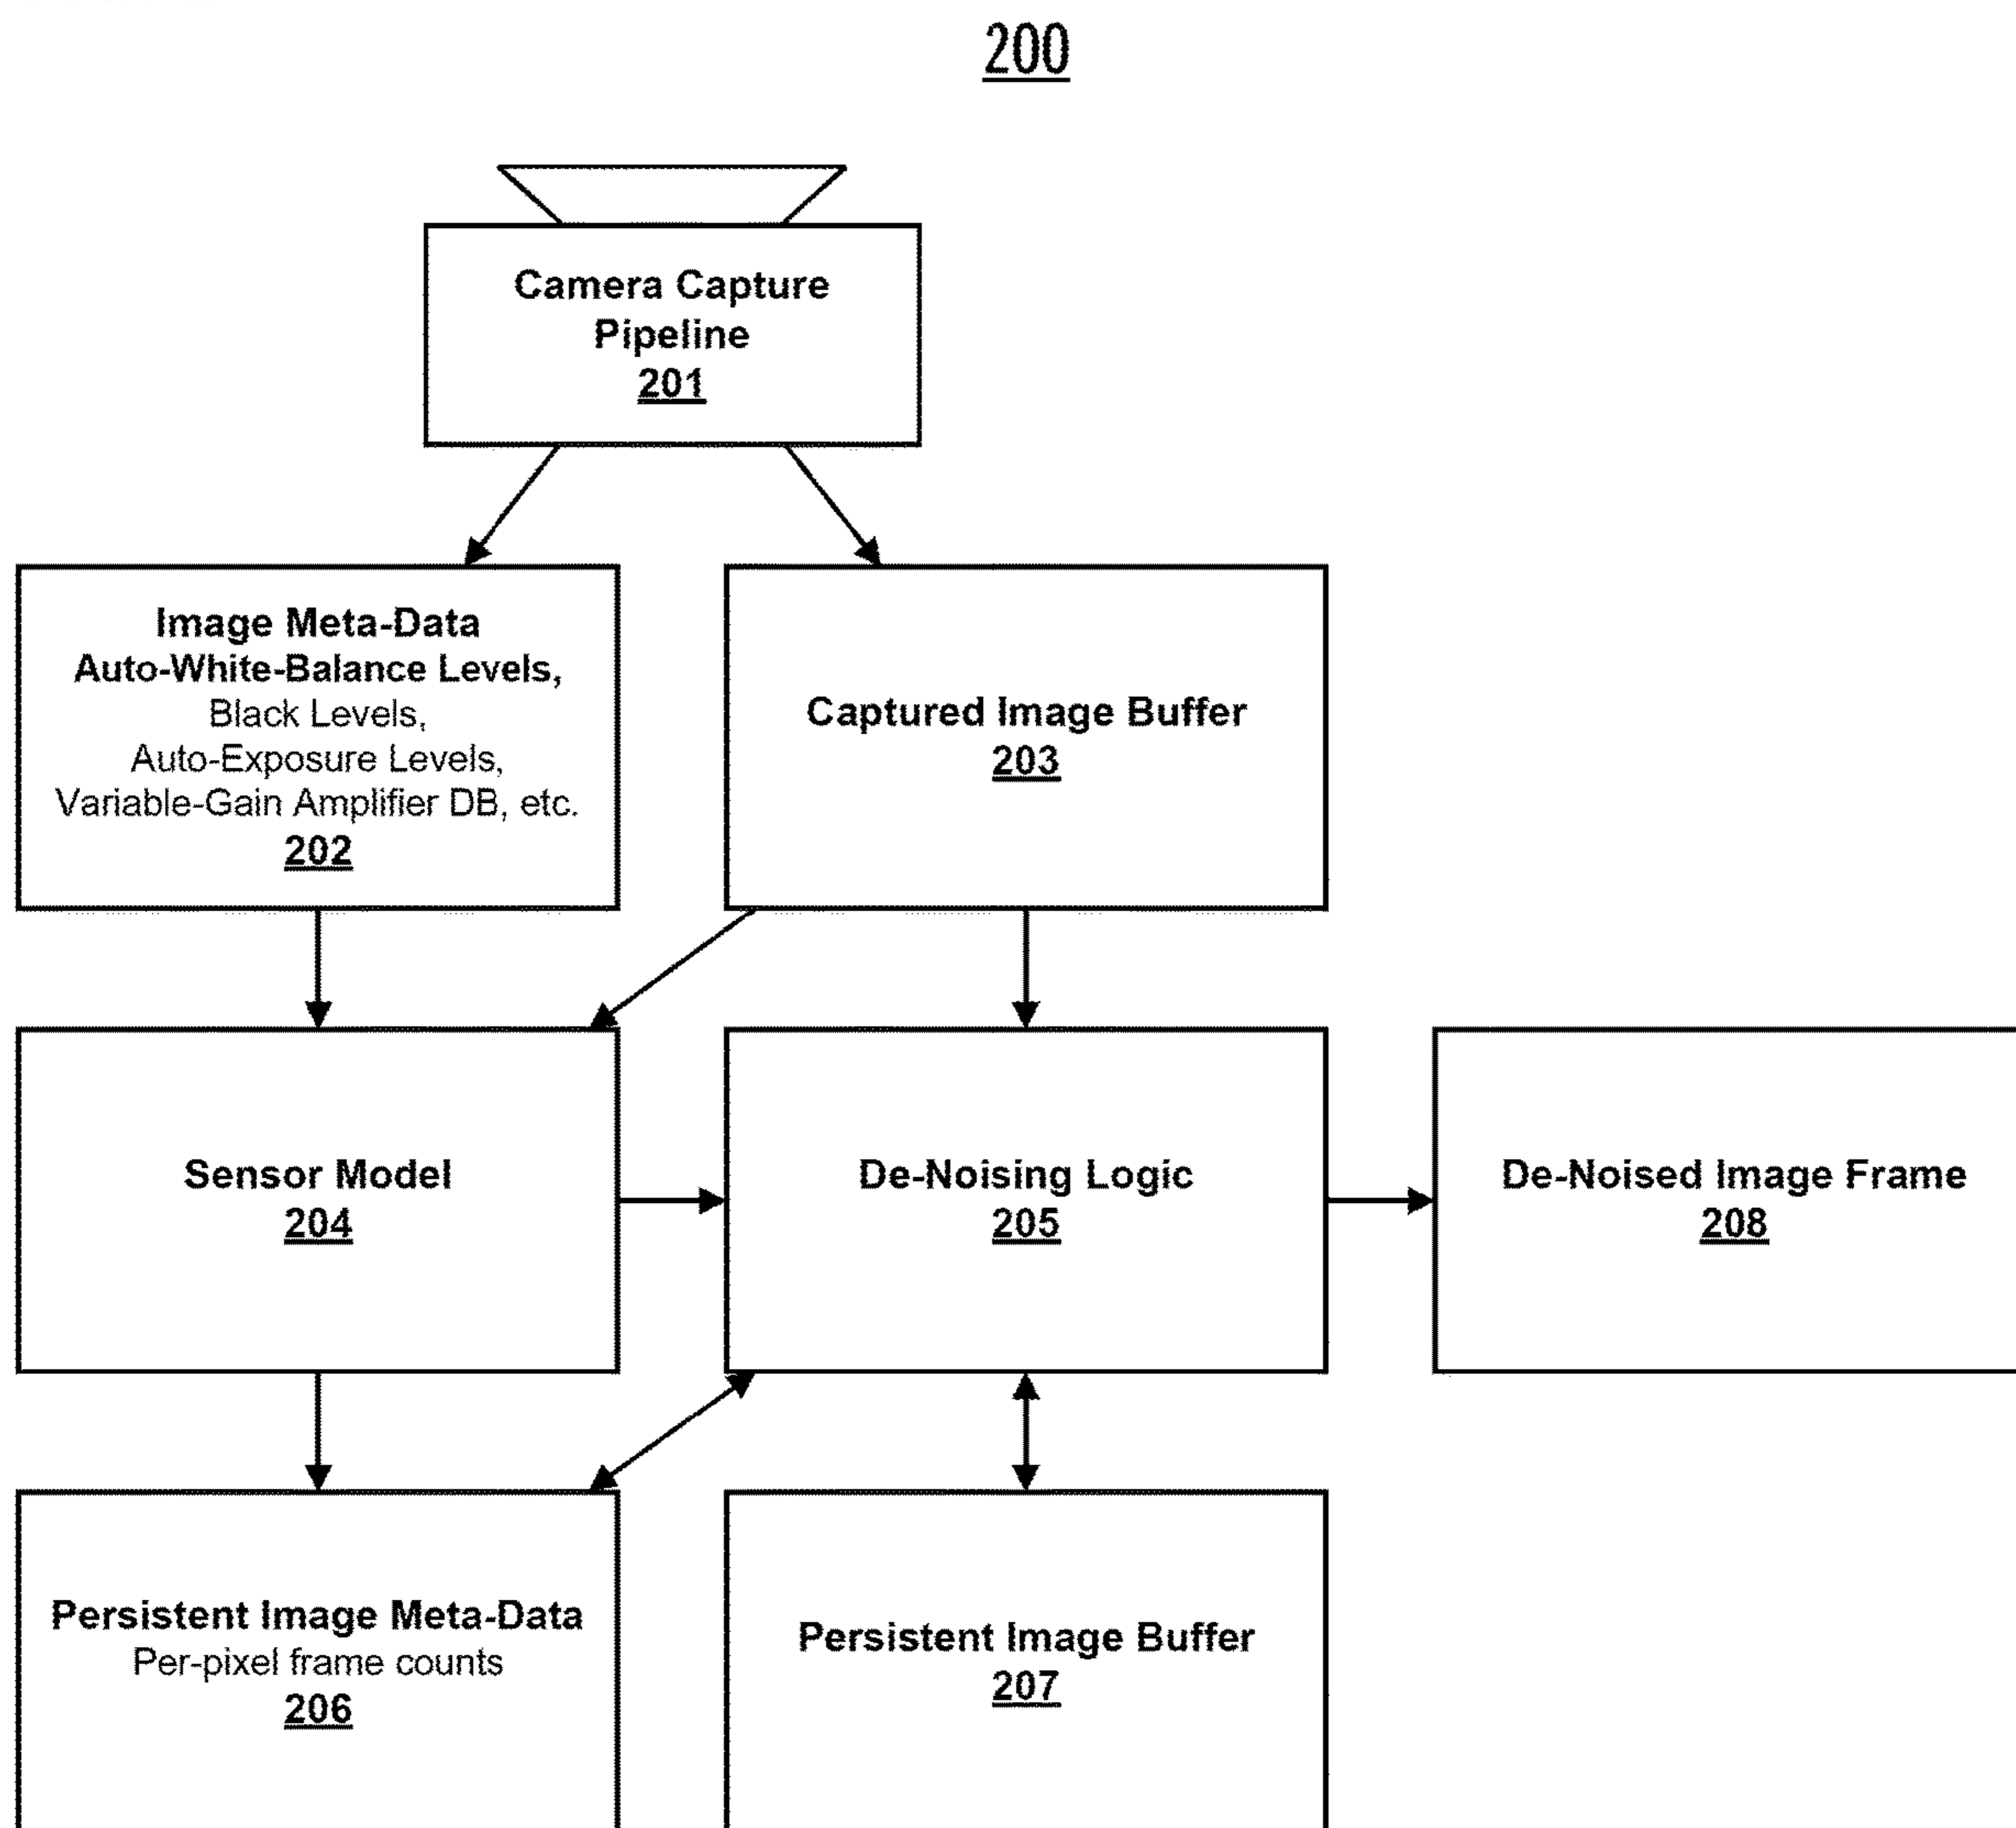 200
Camera Capture
Pipeline
201
Image Meta-Data
Auto-White-Balance Levels,
Black Levels,
Auto-Exposure Levels,
Variable-Gain Amplifier DB, etc.
202
Captured Image Buffer
203
Sensor Model
204
De-Noising Logic
205
De-Noised Image Frame
208
Persistent Image Meta-Data
Per-pixel frame counts
206
Persistent Image Buffer
207